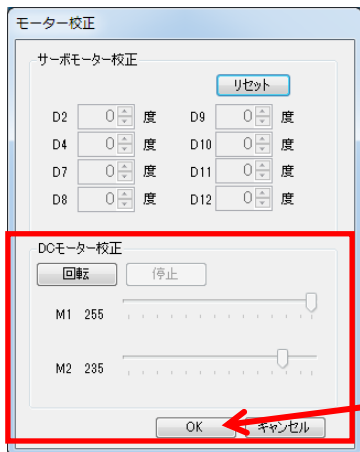 モーター校正
サーボモーター校正
リセット
D2 0 度 D9 0 度
D4 0 度 D10 0 度
D7 0 度 D11 0 度
D8 0 度 D12 0 度
DCモーター校正
回転 停止
M1 255
M2 235
OK キャンセル